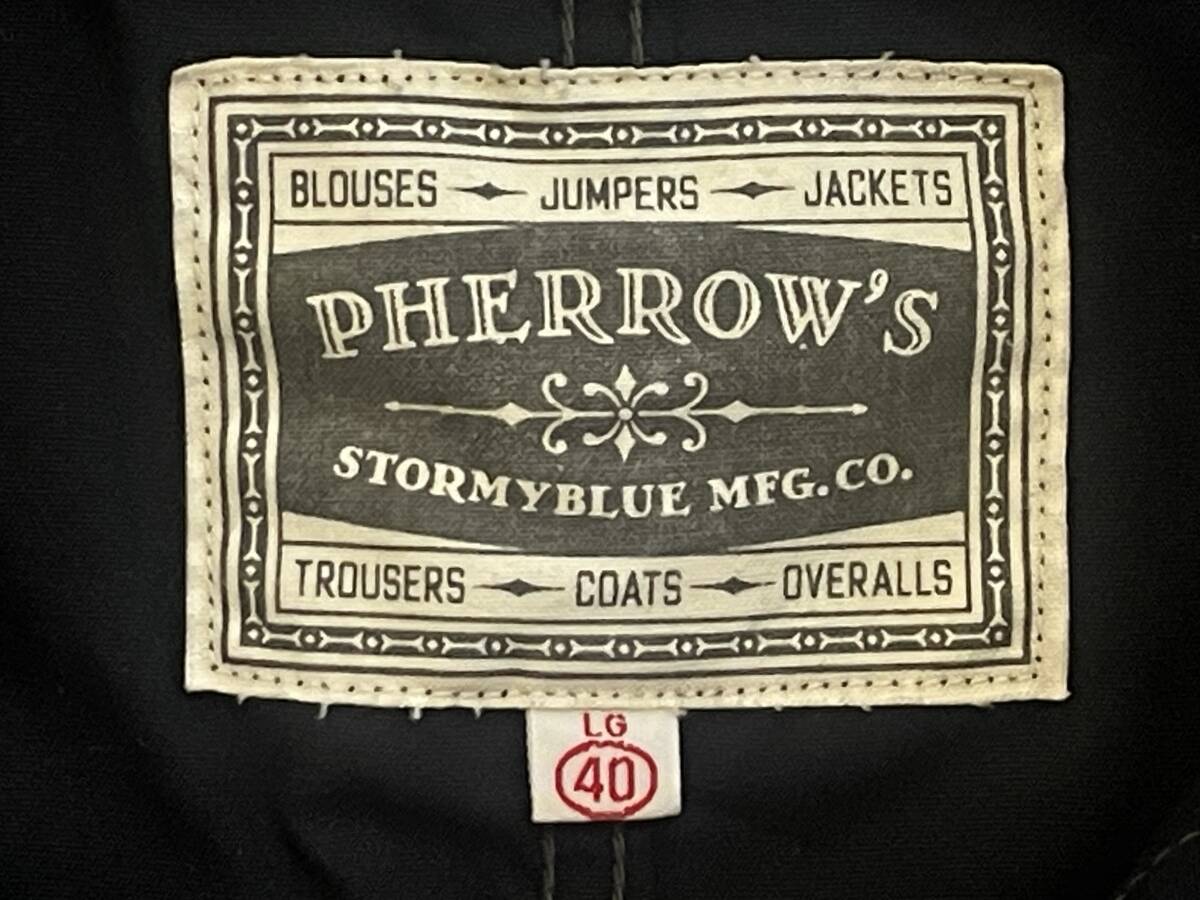 BLOUSES JUMPERS JACKETS
PHERROW'S
STORMYBLUE MFG. CO.
TROUSERS COATS OVERALLS
LG
40